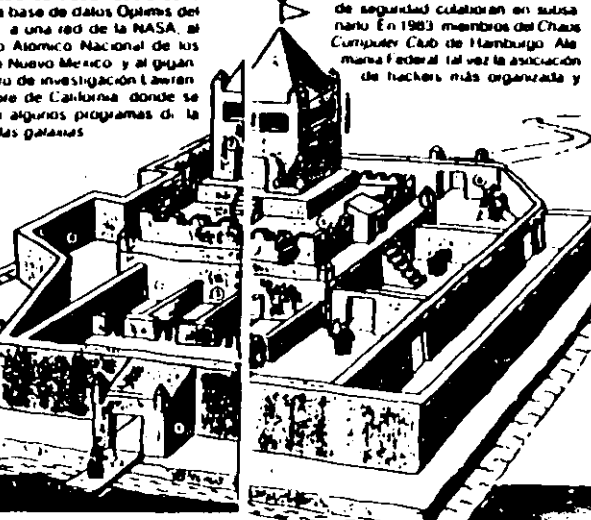 a base de datos Optimis del
a una red de la NASA, al
o Atomico Nacional de los
Nuevo Mexico y al gigan
ro de investigación Lawren
re de California donde se
algunos programas de la
las galaxias
de seguridad colaboran en subsa
narlo En 1983 miembros del Chaos
Computer Club de Hamburgo Ale
mania Federal tal vez la asociación
de hackers más organizada y